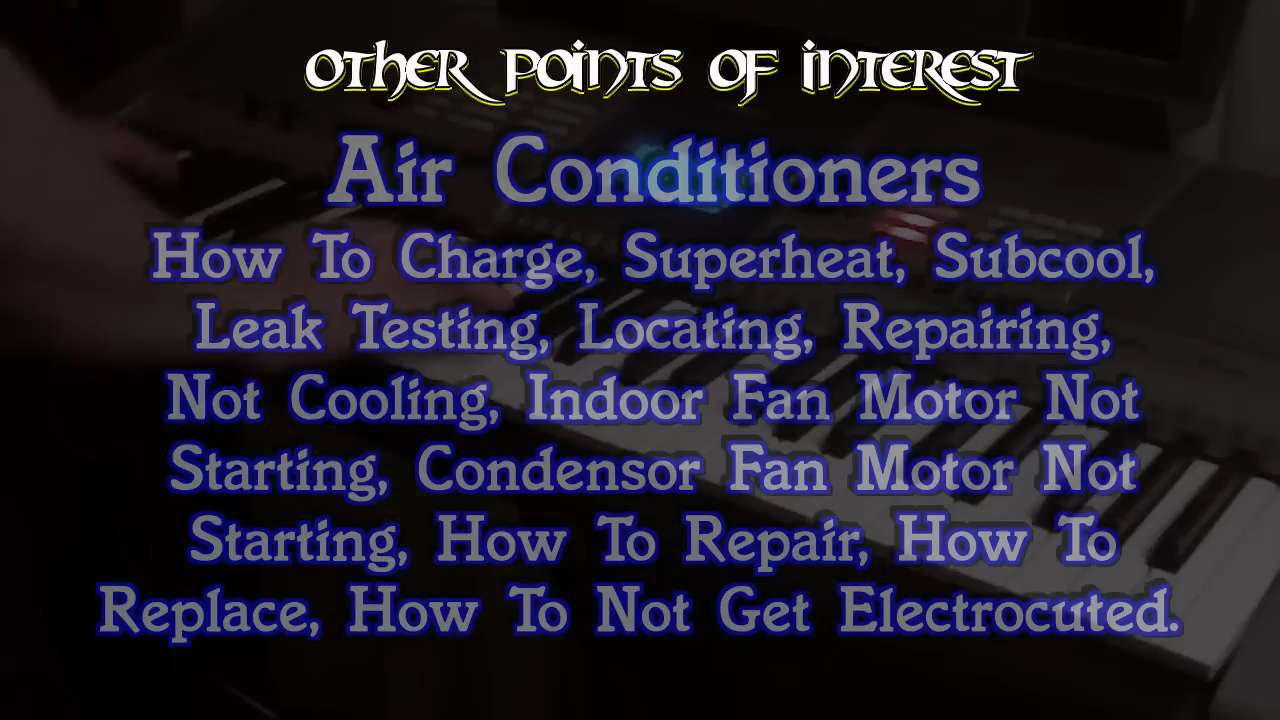 OTHER POINTS OF INTEREST
Air Conditioners
How To Charge, Superheat, Subcool,
Leak Testing, Locating, Repairing,
Not Cooling, Indoor Fan Motor Not
Starting, Condensor Fan Motor Not
Starting, How To Repair, How To
Replace, How To Not Get Electrocuted.